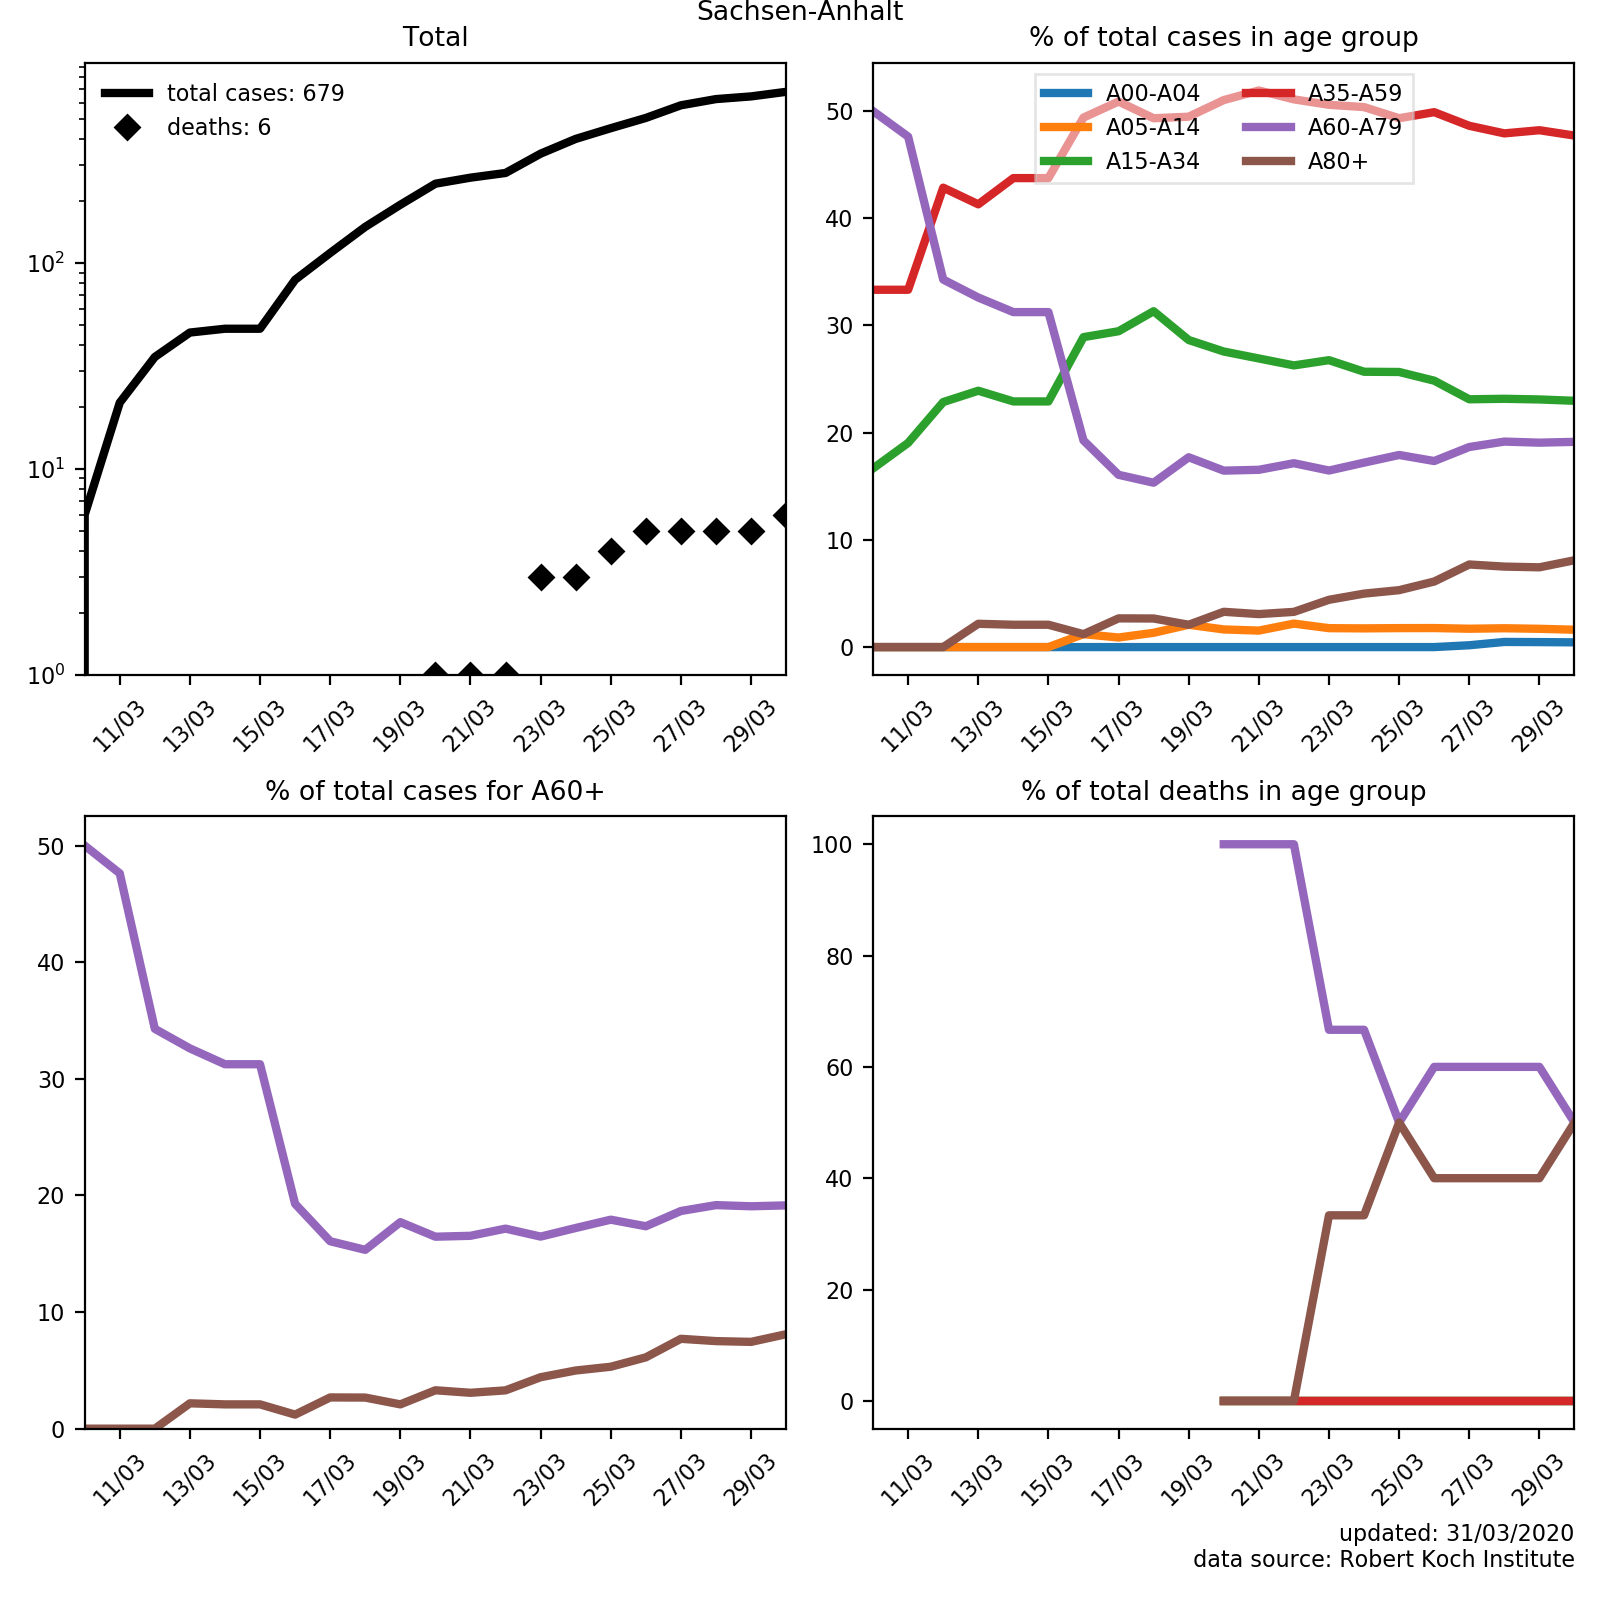 Sachsen-Anhalt
Total
total cases: 679
deaths: 6
10²
10¹
10⁰
11/03 13/03 15/03 17/03 19/03 21/03 23/03 25/03 27/03 29/03
% of total cases in age group
A00-A04 A35-A59
A05-A14 A60-A79
A15-A34 A80+
50
40
30
20
10
0
11/03 13/03 15/03 17/03 19/03 21/03 23/03 25/03 27/03 29/03
% of total cases for A60+
50
40
30
20
10
0
11/03 13/03 15/03 17/03 19/03 21/03 23/03 25/03 27/03 29/03
% of total deaths in age group
100
80
60
40
20
0
11/03 13/03 15/03 17/03 19/03 21/03 23/03 25/03 27/03 29/03
updated: 31/03/2020
data source: Robert Koch Institute